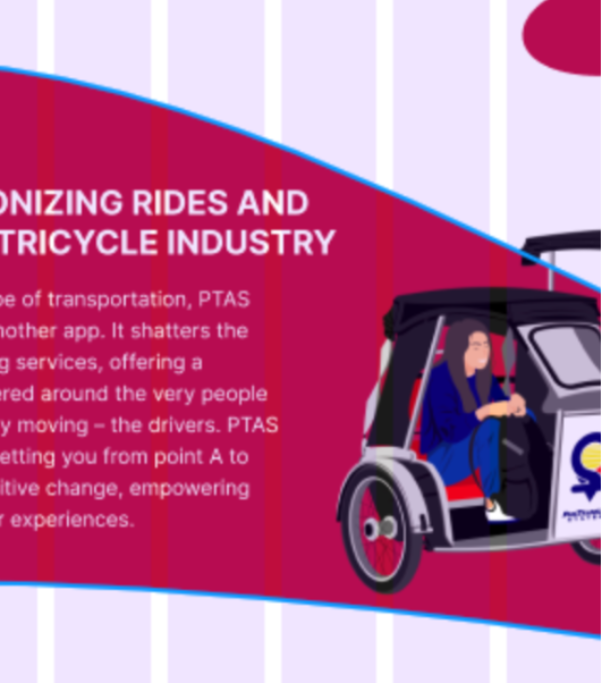 ONIZING RIDES AND
TRICYCLE INDUSTRY
pe of transportation, PTAS
nother app. It shatters the
g services, offering a
ered around the very people
y moving – the drivers. PTAS
etting you from point A to
itive change, empowering
r experiences.